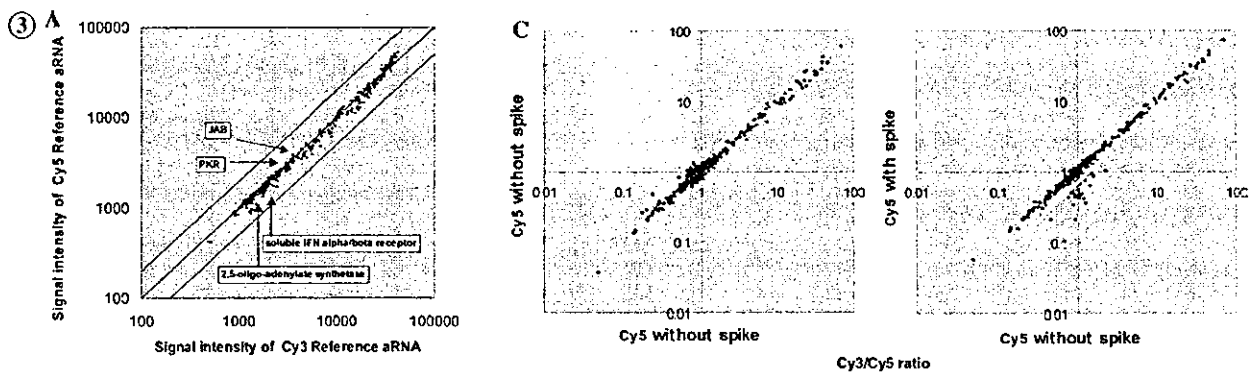 ③ A
100000
10000
1000
100
100
1000
10000
100000
Signal intensity of Cy5 Reference aRNA
Signal intensity of Cy3 Reference aRNA
JAB
PKR
soluble IFN alpha/beta receptor
2,5-oligo-adenylate synthetase
C
100
10
0.01
0.1
1
10
100
0.1
0.01
Cy5 without spike
Cy5 without spike
100
10
0.01
0.1
1
10
0.1
0.01
Cy5 with spike
Cy5 without spike
Cy3/Cy5 ratio